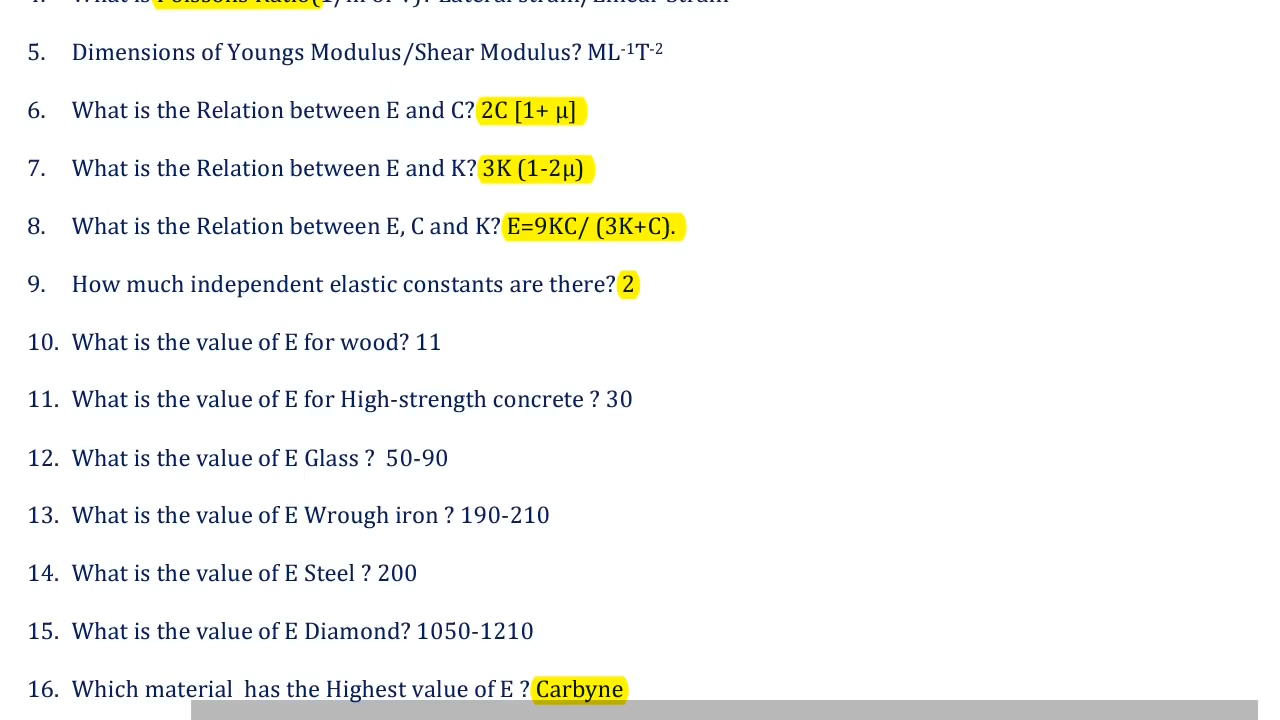 5. Dimensions of Youngs Modulus/Shear Modulus? ML⁻¹T⁻²
6. What is the Relation between E and C? 2C [1+ μ]
7. What is the Relation between E and K? 3K (1-2μ)
8. What is the Relation between E, C and K? E=9KC/ (3K+C).
9. How much independent elastic constants are there? 2
10. What is the value of E for wood? 11
11. What is the value of E for High-strength concrete ? 30
12. What is the value of E Glass ? 50-90
13. What is the value of E Wrough iron ? 190-210
14. What is the value of E Steel ? 200
15. What is the value of E Diamond? 1050-1210
16. Which material has the Highest value of E ? Carbyne